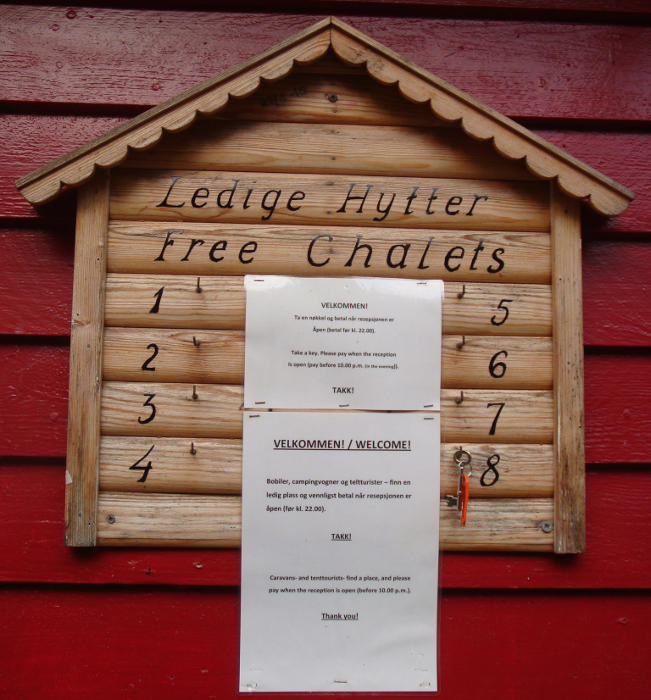 Ledige Hytter
Free Chalets
1
2
3
4
5
6
7
8
VELKOMMEN!
Ta en nøkkel og betal når resepsjonen er
Åpen (betal før kl. 22.00).
Take a key. Please pay when the reception
is open (pay before 10.00 p.m. (in the evening)).
TAKK!
VELKOMMEN! / WELCOME!
Bobiler, campingvogner og teltturister – finn en
ledig plass og vennligst betal når resepsjonen er
åpen (før kl. 22.00).
TAKK!
Caravans- and tenttourists- find a place, and please
pay when the reception is open (before 10.00 p.m.).
Thank you!